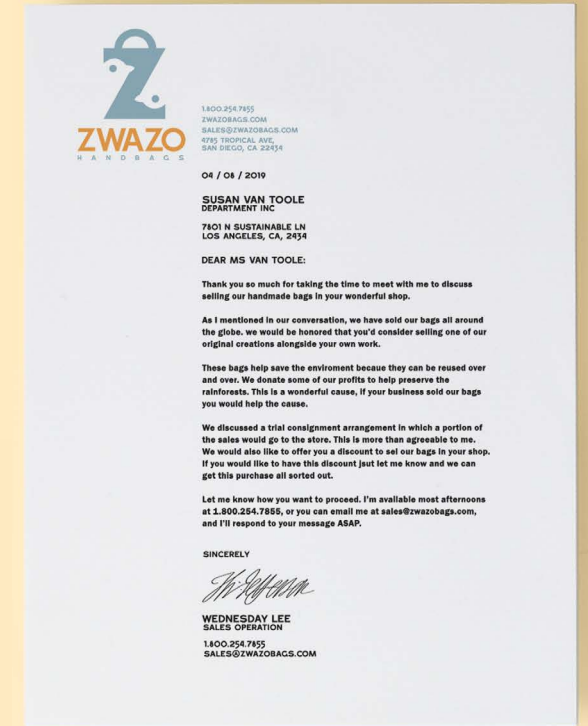 ZWAZO
HANDBAGS
1.800.254.7855
ZWAZOBAGS.COM
SALES@ZWAZOBAGS.COM
4785 TROPICAL AVE,
SAN DIEGO, CA 22434
04 / 08 / 2019
SUSAN VAN TOOLE
DEPARTMENT INC
7801 N SUSTAINABLE LN
LOS ANGELES, CA, 2434
DEAR MS VAN TOOLE:
Thank you so much for taking the time to meet with me to discuss
selling our handmade bags in your wonderful shop.
As I mentioned in our conversation, we have sold our bags all around
the globe. we would be honored that you'd consider selling one of our
original creations alongside your own work.
These bags help save the enviroment becaue they can be reused over
and over. We donate some of our profits to help preserve the
rainforests. This is a wonderful cause, if your business sold our bags
you would help the cause.
We discussed a trial consignment arrangement in which a portion of
the sales would go to the store. This is more than agreeable to me.
We would also like to offer you a discount to sel our bags in your shop.
If you would like to have this discount jsut let me know and we can
get this purchase all sorted out.
Let me know how you want to proceed. I'm available most afternoons
at 1.800.254.7855, or you can email me at sales@zwazobags.com,
and I'll respond to your message ASAP.
SINCERELY
WEDNESDAY LEE
SALES OPERATION
1.800.254.7855
SALES@ZWAZOBAGS.COM